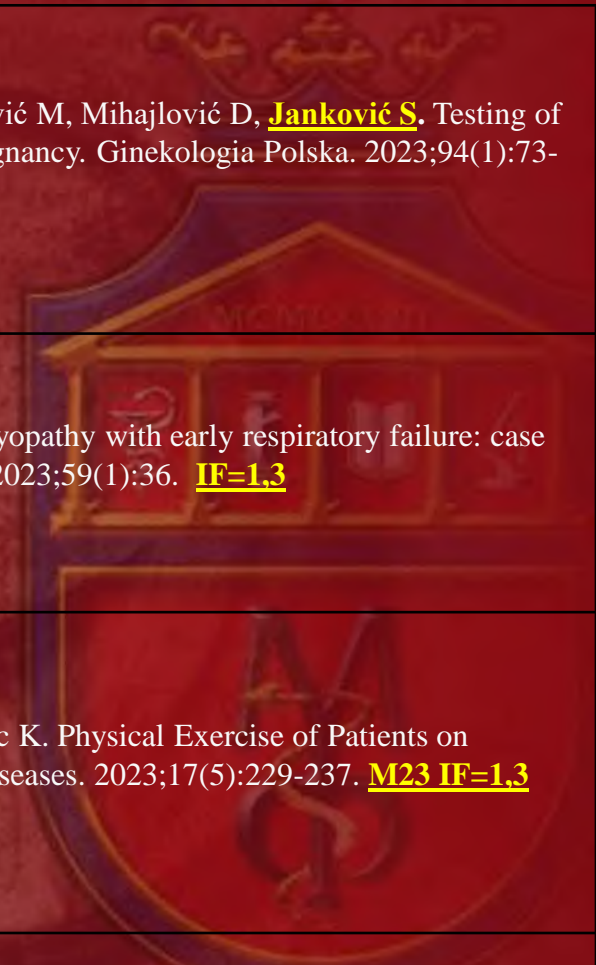 vić M, Mihajlović D, Janković S. Testing of
gnancy. Ginekologia Polska. 2023;94(1):73-
yopathy with early respiratory failure: case
2023;59(1):36. IF=1,3
c K. Physical Exercise of Patients on
seases. 2023;17(5):229-237. M23 IF=1,3